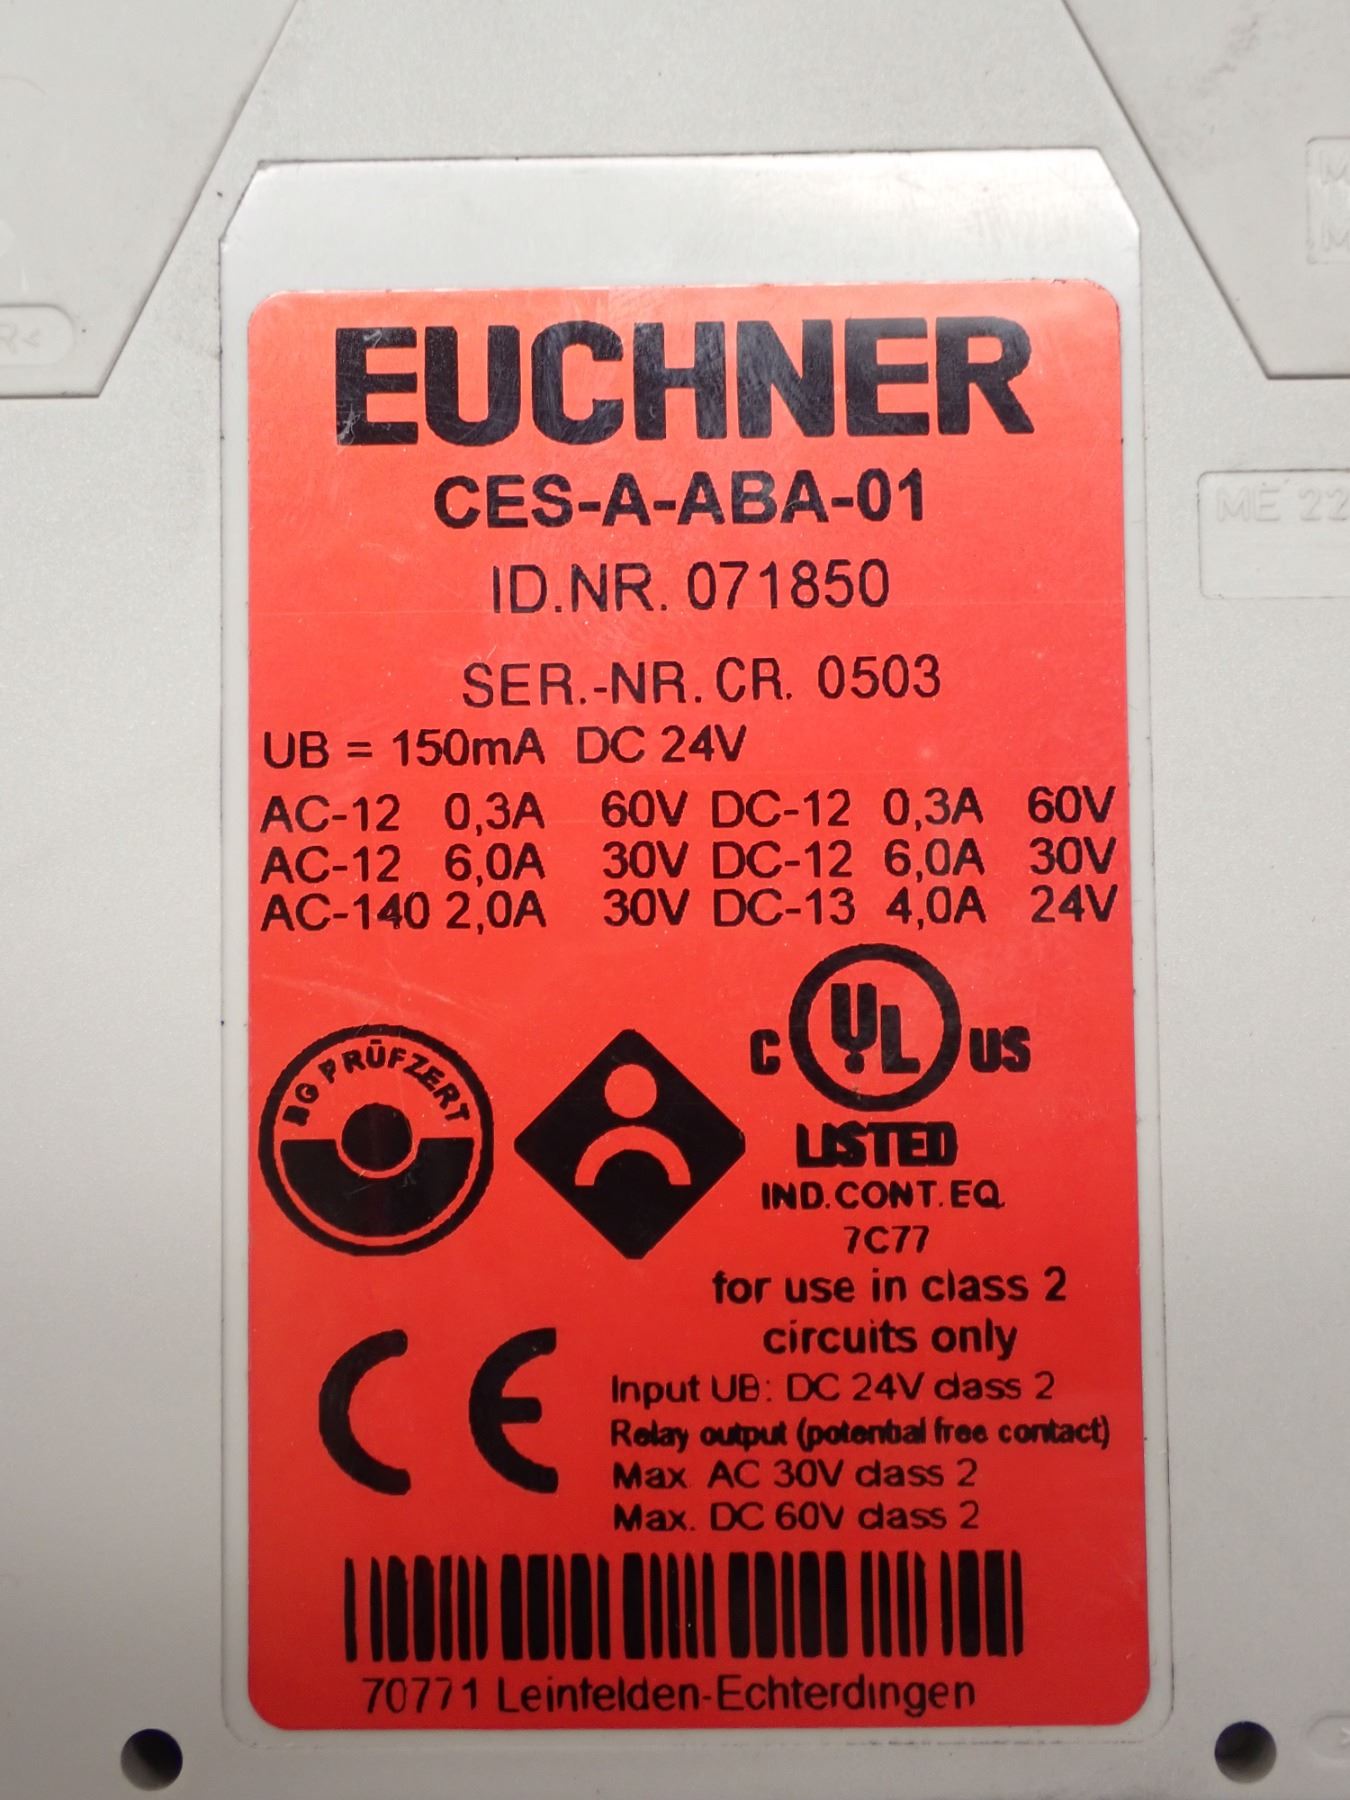 EUCHNER
CES-A-ABA-01
ID.NR. 071850
SER.-NR. CR. 0503
UB = 150mA DC 24V
AC-12 0,3A 60V DC-12 0,3A 60V
AC-12 6,0A 30V DC-12 6,0A 30V
AC-140 2,0A 30V DC-13 4,0A 24V
BG PRÜFZERT
C UL US
LISTED
IND.CONT.EQ.
7C77
for use in class 2
circuits only
CE
Input UB: DC 24V class 2
Relay output (potential free contact)
Max. AC 30V class 2
Max. DC 60V class 2
70771 Leinfelden-Echterdingen
ME 22